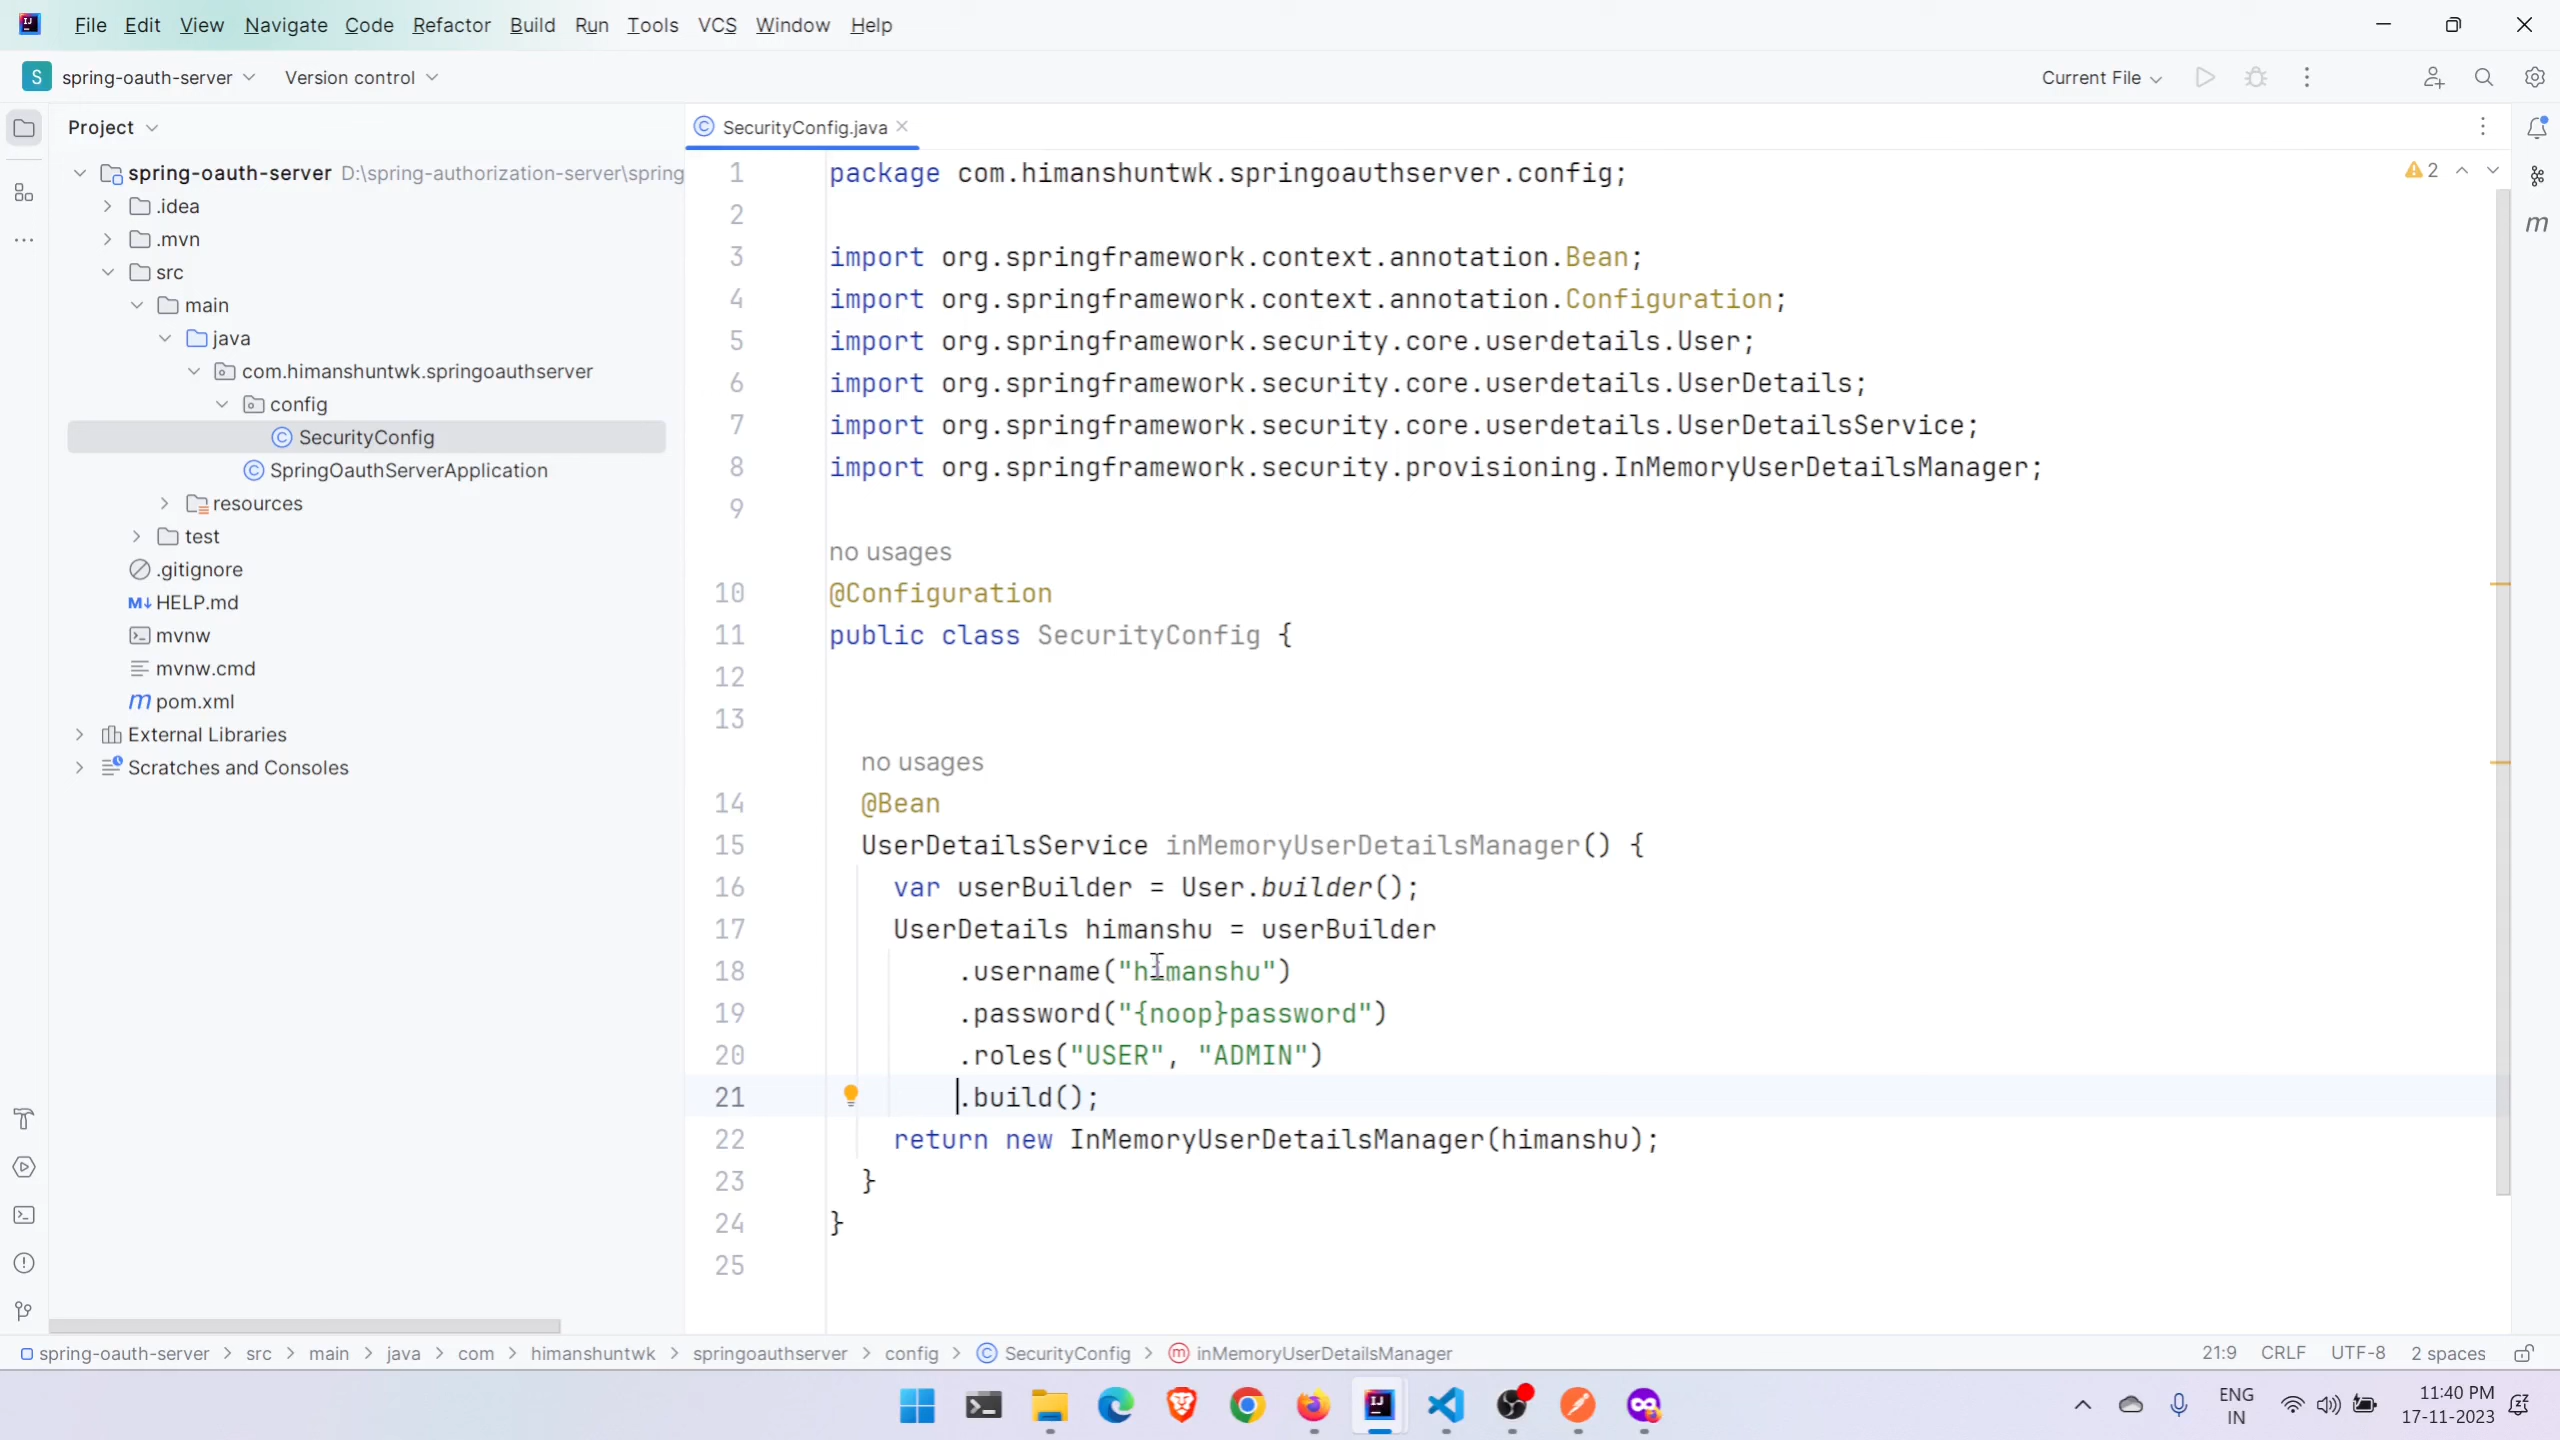 File Edit View Navigate Code Refactor Build Run Tools VCS Window Help
S spring-oauth-server Version control Current File
Project
SecurityConfig.java
spring-oauth-server D:\spring-authorization-server\spring
.idea
.mvn
src
main
java
com.himanshuntwk.springoauthserver
config
SecurityConfig
SpringOauthServerApplication
resources
test
.gitignore
HELP.md
mvnw
mvnw.cmd
pom.xml
External Libraries
Scratches and Consoles
2
1 package com.himanshuntwk.springoauthserver.config;
2
3 import org.springframework.context.annotation.Bean;
4 import org.springframework.context.annotation.Configuration;
5 import org.springframework.security.core.userdetails.User;
6 import org.springframework.security.core.userdetails.UserDetails;
7 import org.springframework.security.core.userdetails.UserDetailsService;
8 import org.springframework.security.provisioning.InMemoryUserDetailsManager;
9
no usages
10 @Configuration
11 public class SecurityConfig {
12
13
no usages
14 @Bean
15 UserDetailsService inMemoryUserDetailsManager() {
16 var userBuilder = User.builder();
17 UserDetails himanshu = userBuilder
18 .username("himanshu")
19 .password("{noop}password")
20 .roles("USER", "ADMIN")
21 .build();
22 return new InMemoryUserDetailsManager(himanshu);
23 }
24 }
25
spring-oauth-server > src > main > java > com > himanshuntwk > springoauthserver > config > SecurityConfig > inMemoryUserDetailsManager 21:9 CRLF UTF-8 2 spaces
ENG
IN
11:40 PM
17-11-2023